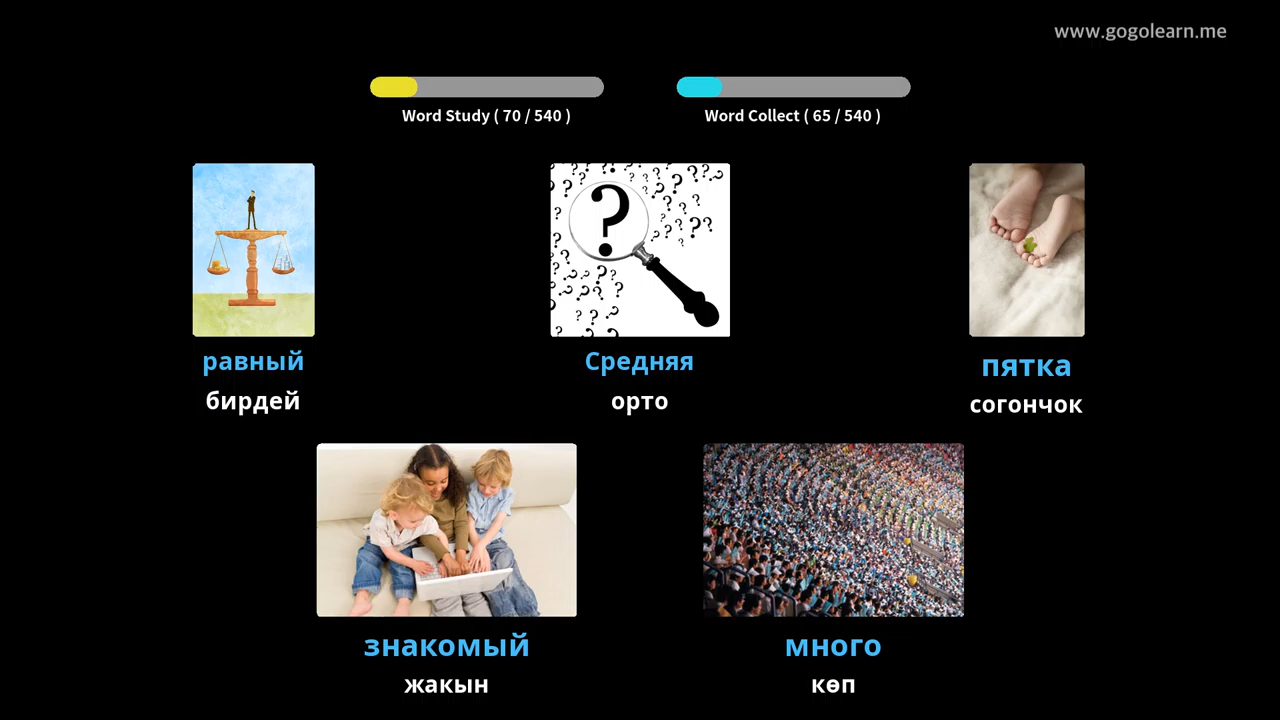 www.gogolearn.me
Word Study ( 70 / 540 )
Word Collect ( 65 / 540 )
равный
бирдей
Средняя
орто
пятка
согончок
знакомый
жакын
много
көп